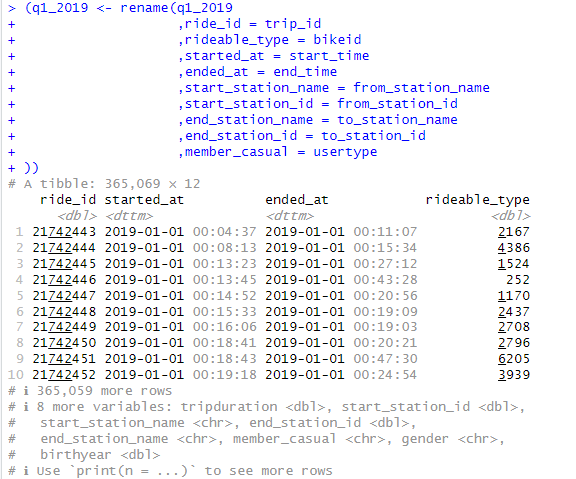 > (q1_2019 <- rename(q1_2019
+ ,ride_id = trip_id
+ ,rideable_type = bikeid
+ ,started_at = start_time
+ ,ended_at = end_time
+ ,start_station_name = from_station_name
+ ,start_station_id = from_station_id
+ ,end_station_name = to_station_name
+ ,end_station_id = to_station_id
+ ,member_casual = usertype
+ ))
# A tibble: 365,069 × 12
ride_id started_at ended_at rideable_type
<dbl> <dttm> <dttm> <dbl>
1 21742443 2019-01-01 00:04:37 2019-01-01 00:11:07 2167
2 21742444 2019-01-01 00:08:13 2019-01-01 00:15:34 4386
3 21742445 2019-01-01 00:13:23 2019-01-01 00:27:12 1524
4 21742446 2019-01-01 00:13:45 2019-01-01 00:43:28 252
5 21742447 2019-01-01 00:14:52 2019-01-01 00:20:56 1170
6 21742448 2019-01-01 00:15:33 2019-01-01 00:19:09 2437
7 21742449 2019-01-01 00:16:06 2019-01-01 00:19:03 2708
8 21742450 2019-01-01 00:18:41 2019-01-01 00:20:21 2796
9 21742451 2019-01-01 00:18:43 2019-01-01 00:47:30 6205
10 21742452 2019-01-01 00:19:18 2019-01-01 00:24:54 3939
# ℹ 365,059 more rows
# ℹ 8 more variables: tripduration <dbl>, start_station_id <dbl>,
# start_station_name <chr>, end_station_id <dbl>,
# end_station_name <chr>, member_casual <chr>, gender <chr>,
# birthyear <dbl>
# ℹ Use `print(n = ...)` to see more rows